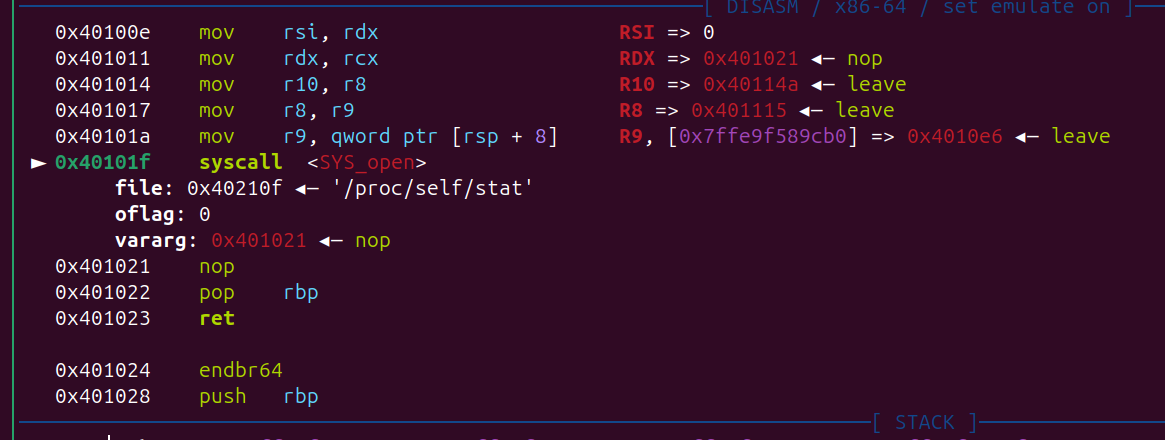 [ DISASM / x86-64 / set emulate on ]
0x40100e mov rsi, rdx RSI => 0
0x401011 mov rdx, rcx RDX => 0x401021 ◂— nop
0x401014 mov r10, r8 R10 => 0x40114a ◂— leave
0x401017 mov r8, r9 R8 => 0x401115 ◂— leave
0x40101a mov r9, qword ptr [rsp + 8] R9, [0x7ffe9f589cb0] => 0x4010e6 ◂— leave
► 0x40101f syscall <SYS_open>
file: 0x40210f ◂— '/proc/self/stat'
oflag: 0
vararg: 0x401021 ◂— nop
0x401021 nop
0x401022 pop rbp
0x401023 ret
0x401024 endbr64
0x401028 push rbp
[ STACK ]